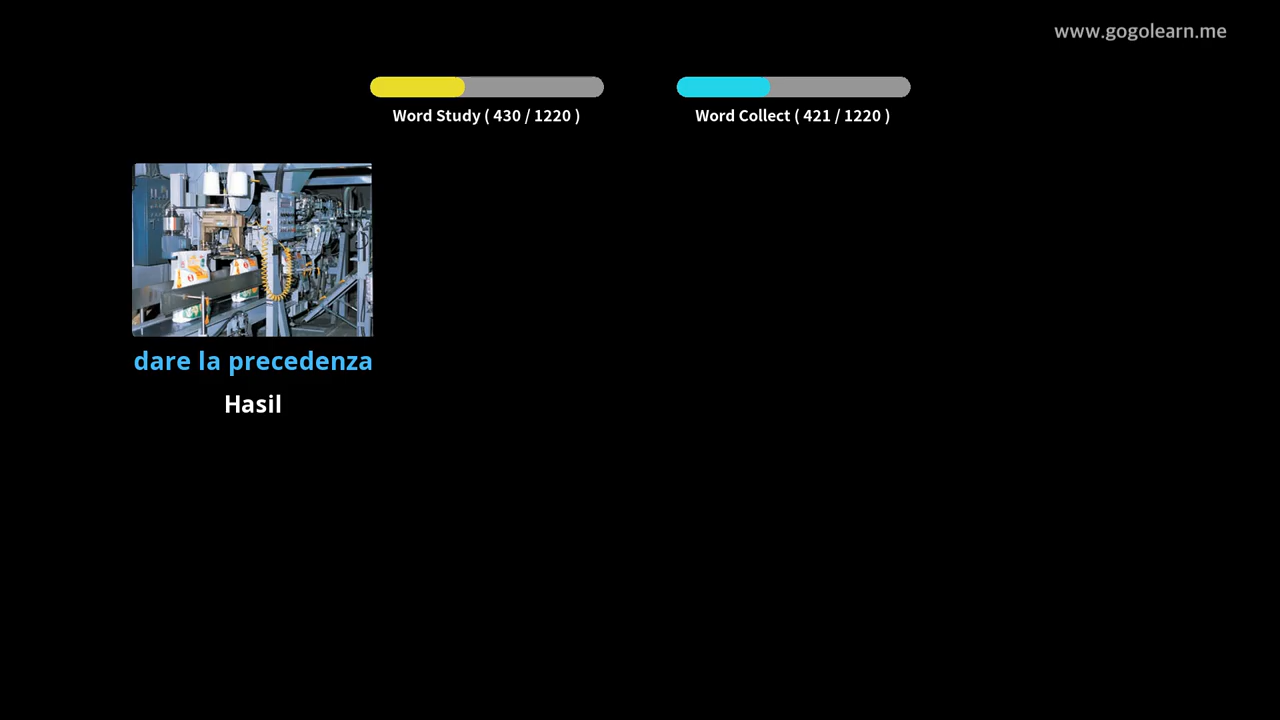 www.gogolearn.me
Word Study ( 430 / 1220 )
Word Collect ( 421 / 1220 )
dare la precedenza
Hasil